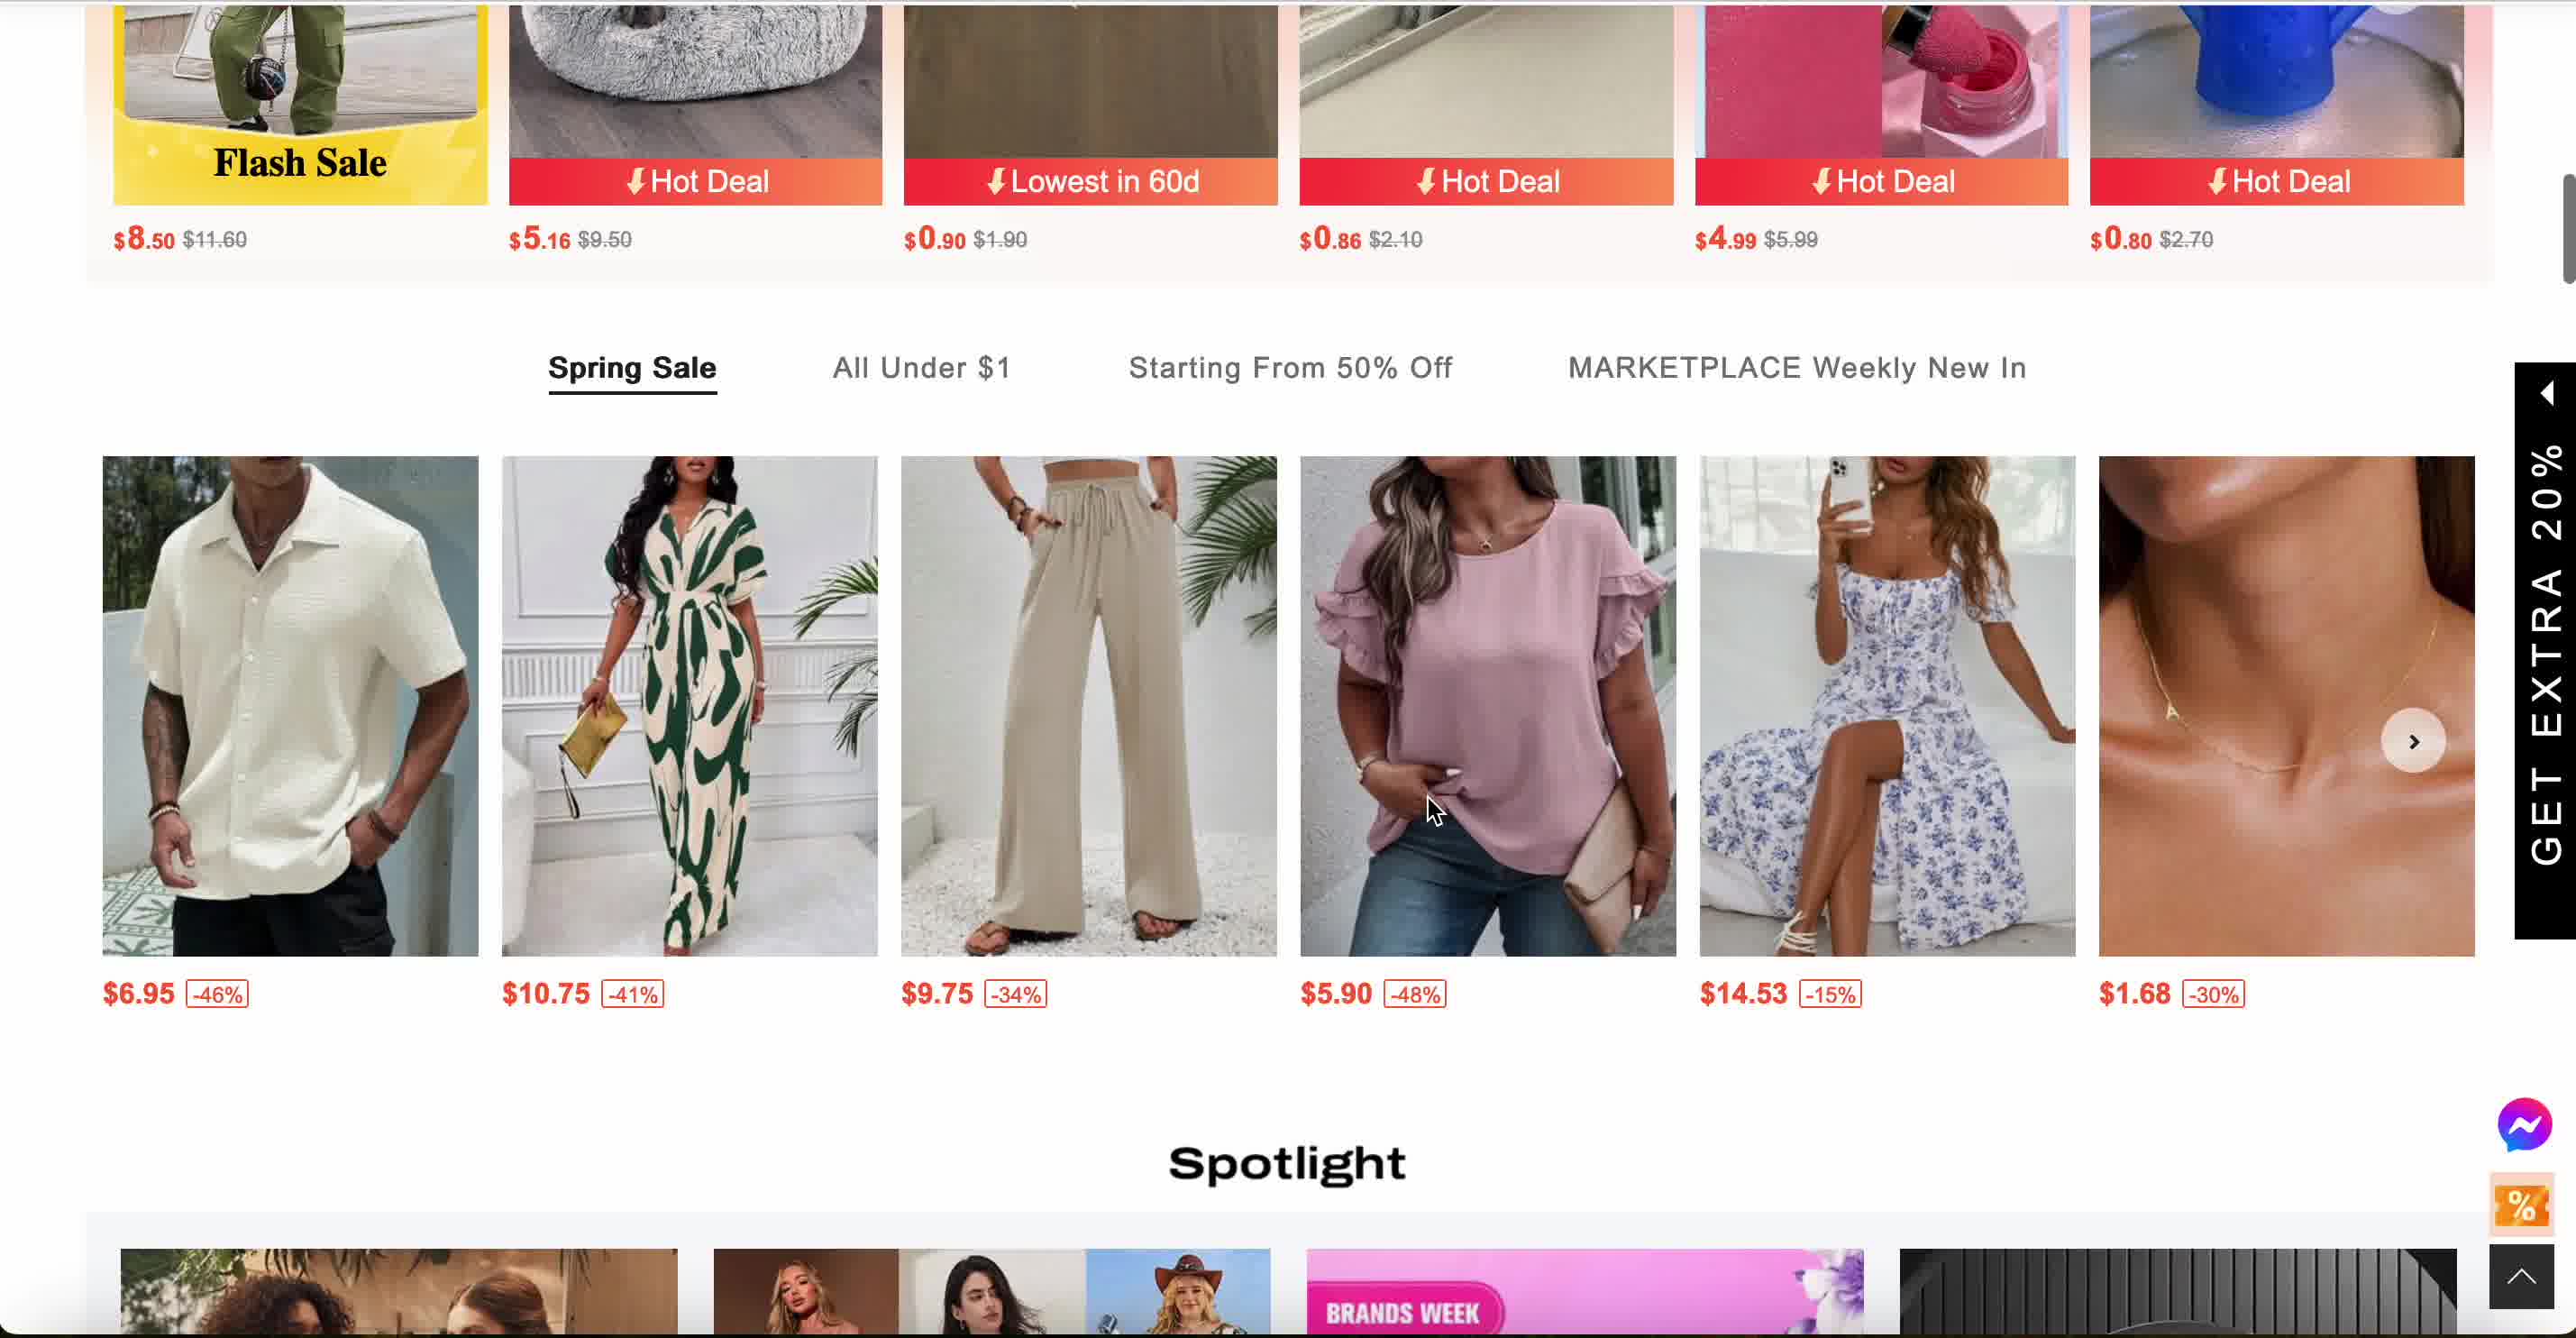 Flash Sale
Hot Deal
Lowest in 60d
Hot Deal
Hot Deal
Hot Deal
$8.50 $11.60
$5.16 $9.50
$0.90 $1.90
$0.86 $2.10
$4.99 $5.99
$0.80 $2.70
Spring Sale
All Under $1
Starting From 50% Off
MARKETPLACE Weekly New In
GET EXTRA 20%
A
$6.95 -46%
$10.75 -41%
$9.75 -34%
$5.90 -48%
$14.53 -15%
$1.68 -30%
Spotlight
%
BRANDS WEEK